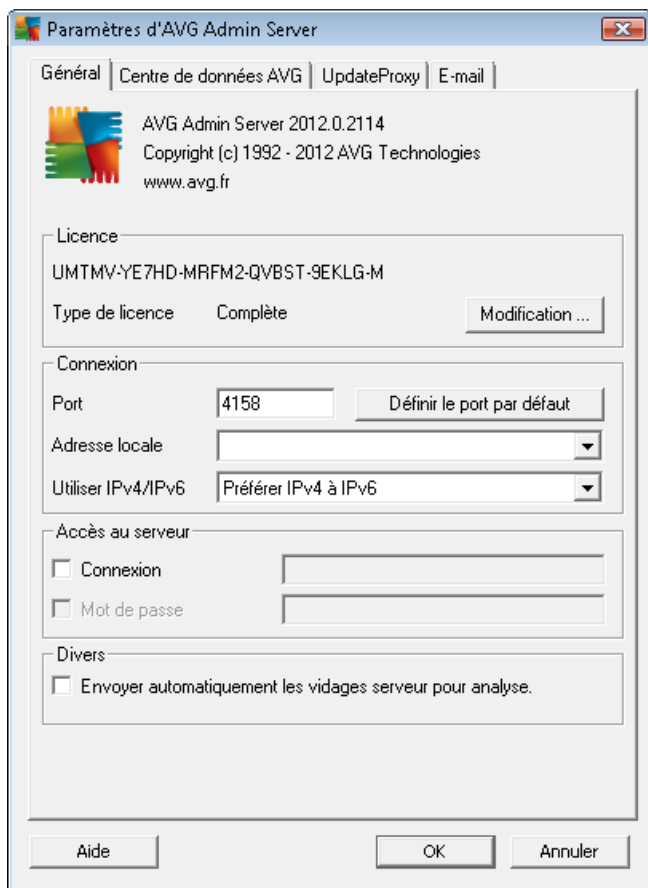 Paramètres d'AVG Admin Server
Général
Centre de données AVG
UpdateProxy
E-mail
AVG Admin Server 2012.0.2114
Copyright (c) 1992 - 2012 AVG Technologies
www.avg.fr
Licence
UMTMV-YE7HD-MRFM2-QVBST-9EKLG-M
Type de licence Complète Modification ...
Connexion
Port 4158 Définir le port par défaut
Adresse locale
Utiliser IPv4/IPv6 Préférer IPv4 à IPv6
Accès au serveur
Connexion
Mot de passe
Divers
Envoyer automatiquement les vidages serveur pour analyse.
Aide OK Annuler